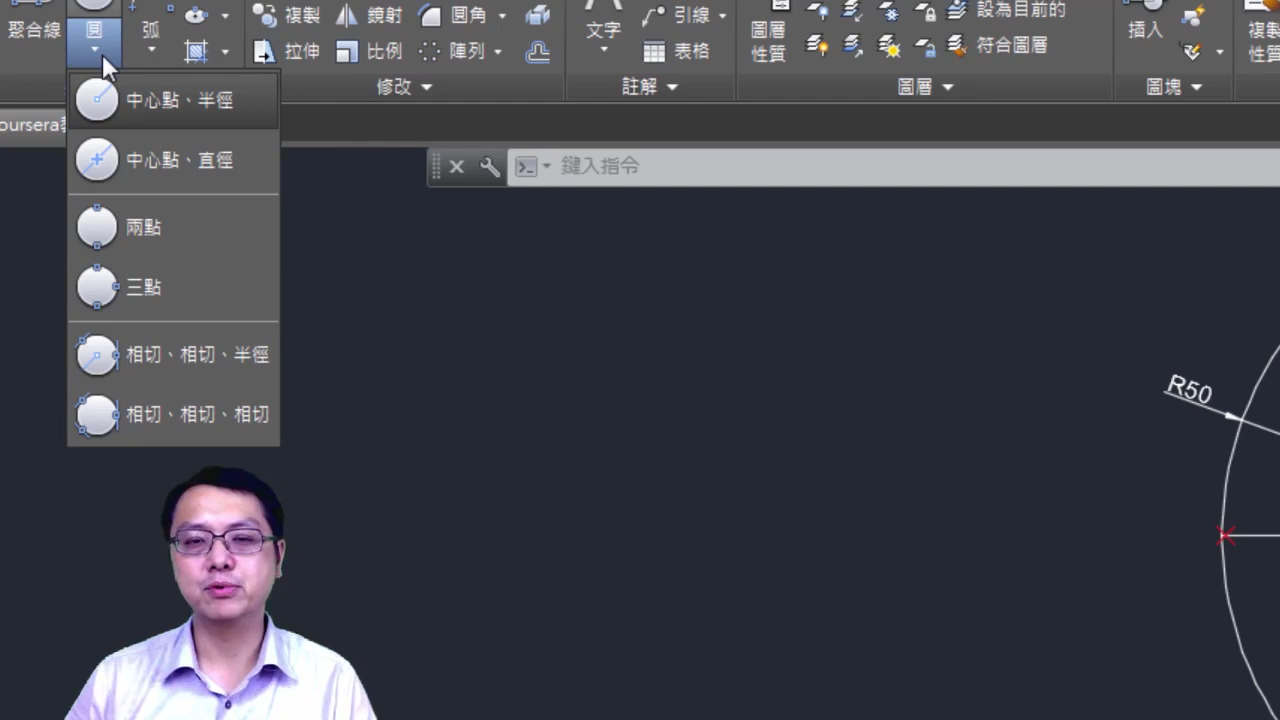 聚合線
圓
弧
複製
鏡射
圓角
文字
引線
圖層
性質
設為目前的
插入
複製
性質
拉伸
比例
陣列
表格
符合圖層
修改
註解
圖層
圖塊
中心點、半徑
oursera
鍵入指令
中心點、直徑
兩點
三點
相切、相切、半徑
相切、相切、相切
R50